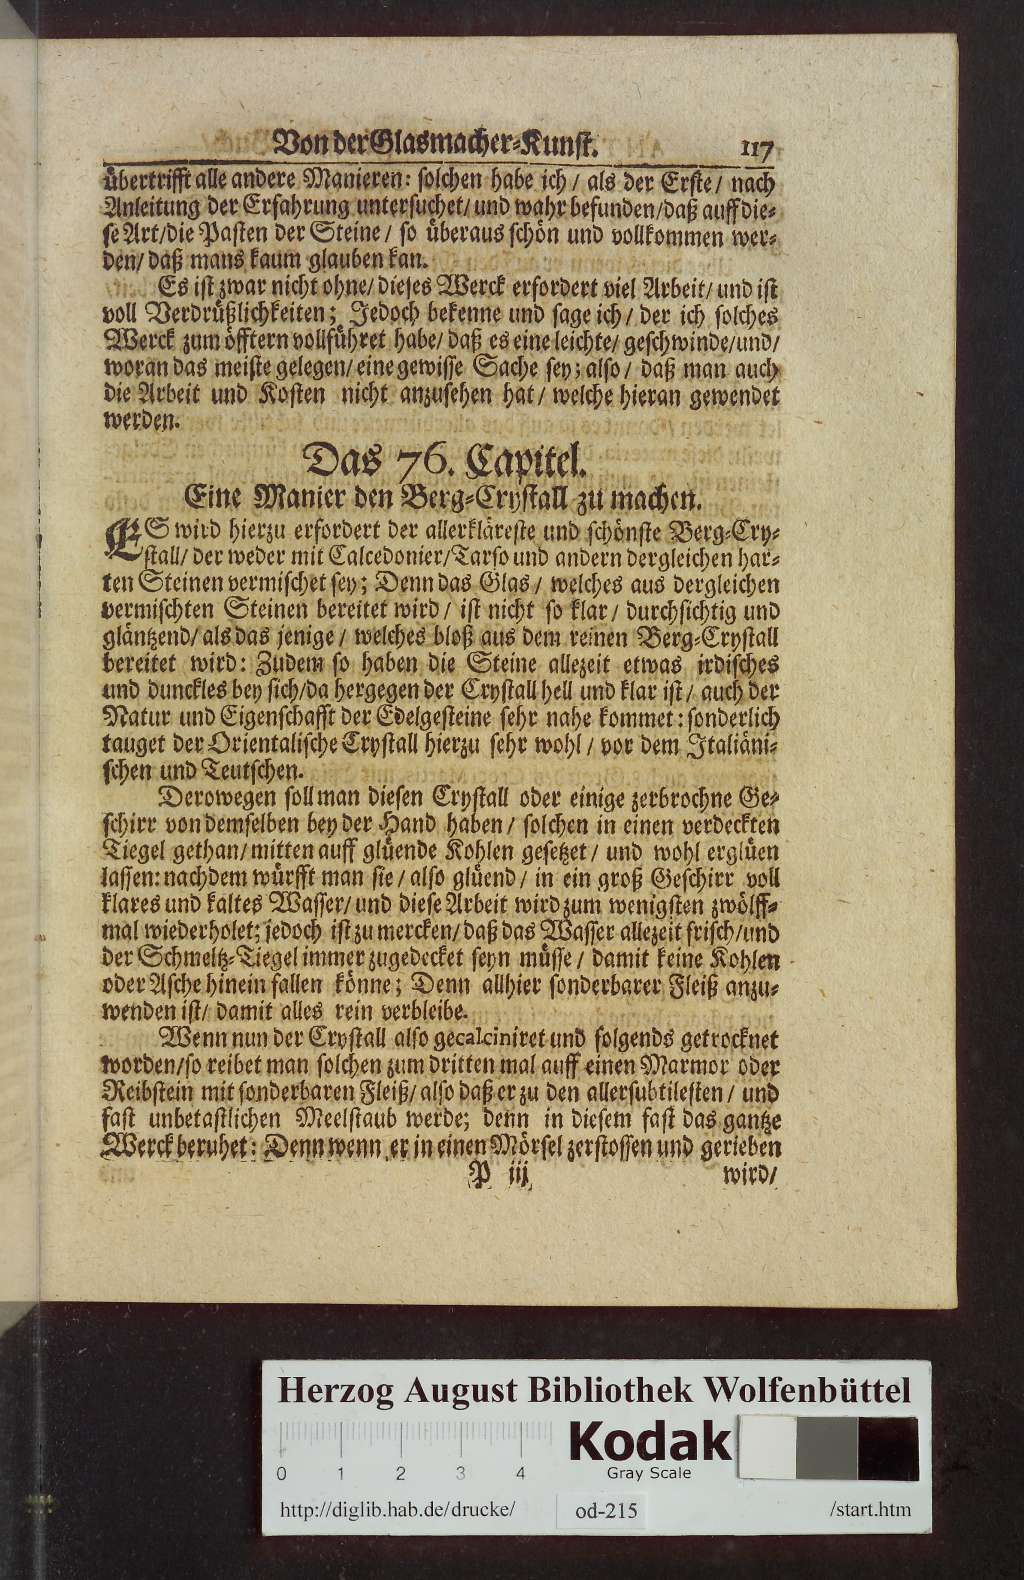 Von der Glasmacher-Kunst. 117
übertrifft alle andere Manieren: solchen habe ich / als der Erste / nach
Anleitung der Erfahrung untersuchet/ und wahr befunden/daß auff die-
se Art/die Pasten der Steine / so überaus schön und vollkommen wer-
den/ daß mans kaum glauben kan.
Es ist zwar nicht ohne/ dieses Werck erfordert viel Arbeit/ und ist
voll Verdrüßlichkeiten; Jedoch bekenne und sage ich / der ich solches
Werck zum öfftern vollführet habe/ daß es eine leichte/ geschwinde/und/
woran das meiste gelegen/ eine gewisse Sache sey; also / daß man auch
die Arbeit und Kosten nicht anzusehen hat / welche hieran gewendet
werden.
Das 76. Capitel.
Eine Manier den Berg-Crystall zu machen.
ES wird hierzu erfordert der allerkläreste und schönste Berg-Cry-
stall/ der weder mit Calcedonier/Tarso und andern dergleichen har-
ten Steinen vermischet sey; Denn das Glas / welches aus dergleichen
vermischten Steinen bereitet wird / ist nicht so klar / durchsichtig und
gläntzend/ als das jenige / welches bloß aus dem reinen Berg-Crystall
bereitet wird: Zudem so haben die Steine allezeit etwas irdisches
und dunckles bey sich/da hergegen der Crystall hell und klar ist / auch der
Natur und Eigenschafft der Edelgesteine sehr nahe kommet: sonderlich
tauget der Orientalische Crystall hierzu sehr wohl / vor dem Italiäni-
schen und Teutschen.
Derowegen soll man diesen Crystall oder einige zerbrochne Ge-
schirr von demselben bey der Hand haben / solchen in einen verdeckten
Tiegel gethan/ mitten auff glüende Kohlen gesetzet / und wohl erglüen
lassen: nachdem würfft man sie / also glüend / in ein groß Geschirr voll
klares und kaltes Wasser/ und diese Arbeit wird zum wenigsten zwölff-
mal wiederholet; jedoch ist zu mercken/ daß das Wasser allezeit frisch/und
der Schmeltz-Tiegel immer zugedecket seyn müsse / damit keine Kohlen
oder Asche hinein fallen könne; Denn allhier sonderbarer Fleiß anzu-
wenden ist/ damit alles rein verbleibe.
Wenn nun der Crystall also gecalciniret und folgends getrocknet
worden/so reibet man solchen zum dritten mal auff einen Marmor oder
Reibstein mit sonderbaren Fleiß/ also daß er zu den allersubtilesten / und
fast unbetastlichen Meelstaub werde; denn in diesem fast das gantze
Werck beruhet: Denn wenn er in einen Mörsel zerstossen und gerieben
P iij wird/
Herzog August Bibliothek Wolfenbüttel
0 1 2 3 4
Kodak
Gray Scale
http://diglib.hab.de/drucke/ od-215 /start.htm